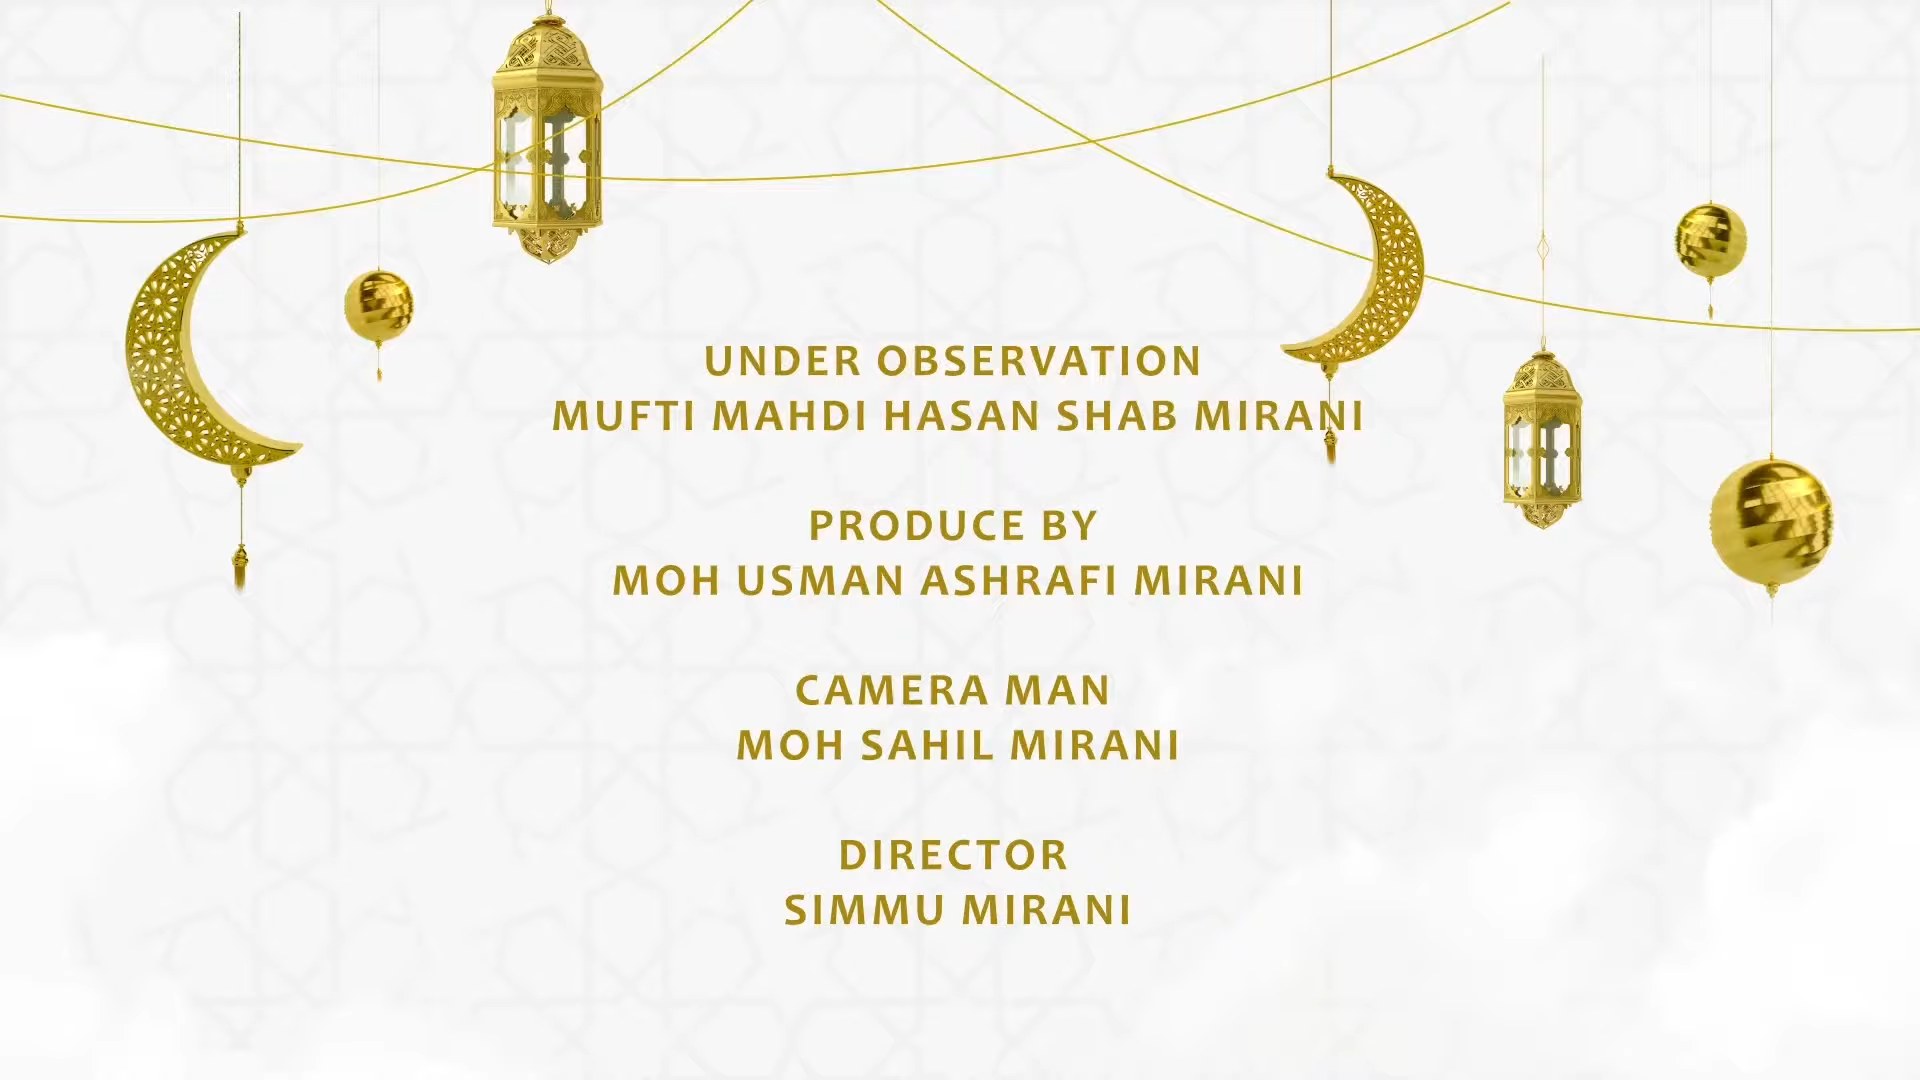 UNDER OBSERVATION
MUFTI MAHDI HASAN SHAB MIRANI
PRODUCE BY
MOH USMAN ASHRAFI MIRANI
CAMERA MAN
MOH SAHIL MIRANI
DIRECTOR
SIMMU MIRANI